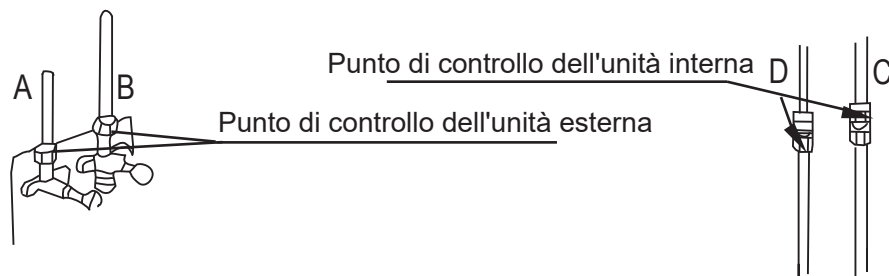 Punto di controllo dell'unità interna
D
C
A
B
Punto di controllo dell'unità esterna